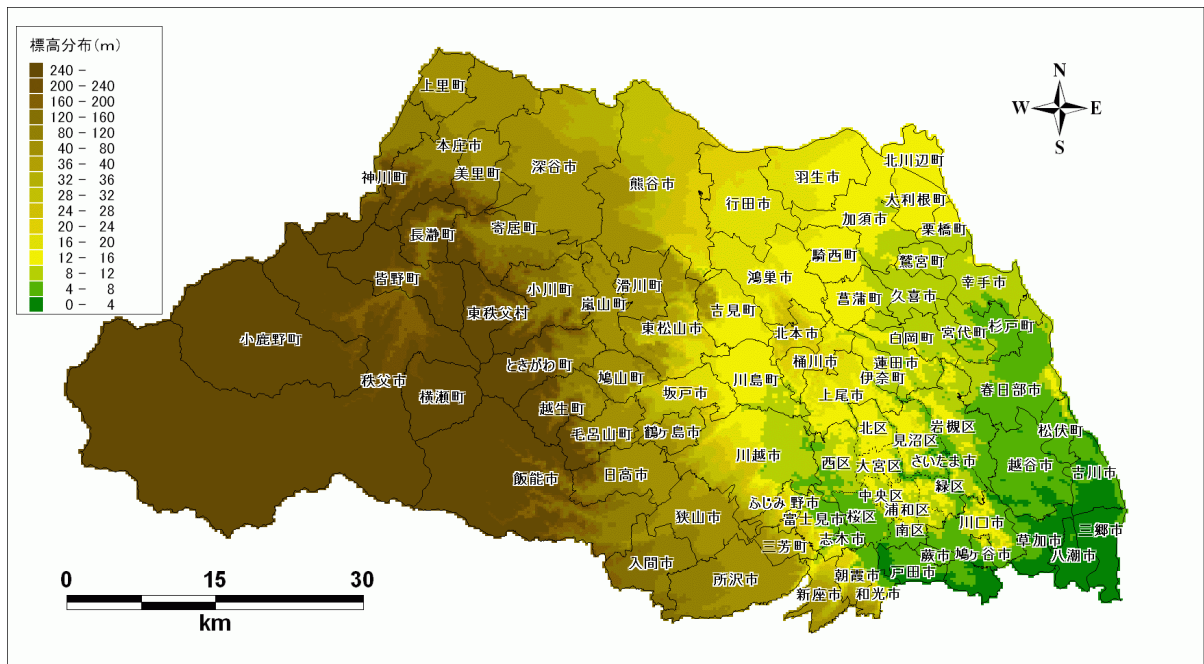 標高分布(m)
240 -
200 - 240
160 - 200
120 - 160
80 - 120
40 - 80
36 - 40
32 - 36
28 - 32
24 - 28
20 - 24
16 - 20
12 - 16
8 - 12
4 - 8
0 - 4
N
W
E
S
上里町
本庄市
美里町
神川町
深谷市
熊谷市
行田市
羽生市
北川辺町
大利根町
加須市
栗橋町
長瀞町
寄居町
騎西町
鷲宮町
皆野町
小川町
滑川町
嵐山町
鴻巣市
菖蒲町
久喜市
幸手市
東秩父村
東松山市
吉見町
北本市
白岡町
宮代町
杉戸町
小鹿野町
秩父市
横瀬町
ときがわ町
鳩山町
坂戸市
川島町
桶川市
蓮田市
伊奈町
上尾市
春日部市
越生町
毛呂山町
鶴ヶ島市
北区
岩槻区
見沼区
松伏町
川越市
西区
大宮区
さいたま市
越谷市
吉川市
飯能市
日高市
緑区
中央区
ふじみ野市
富士見市
桜区
浦和区
南区
川口市
狭山市
三芳町
志木市
草加市
三郷市
八潮市
入間市
所沢市
朝霞市
戸田市
蕨市
鳩ヶ谷市
新座市
和光市
0
15
30
km